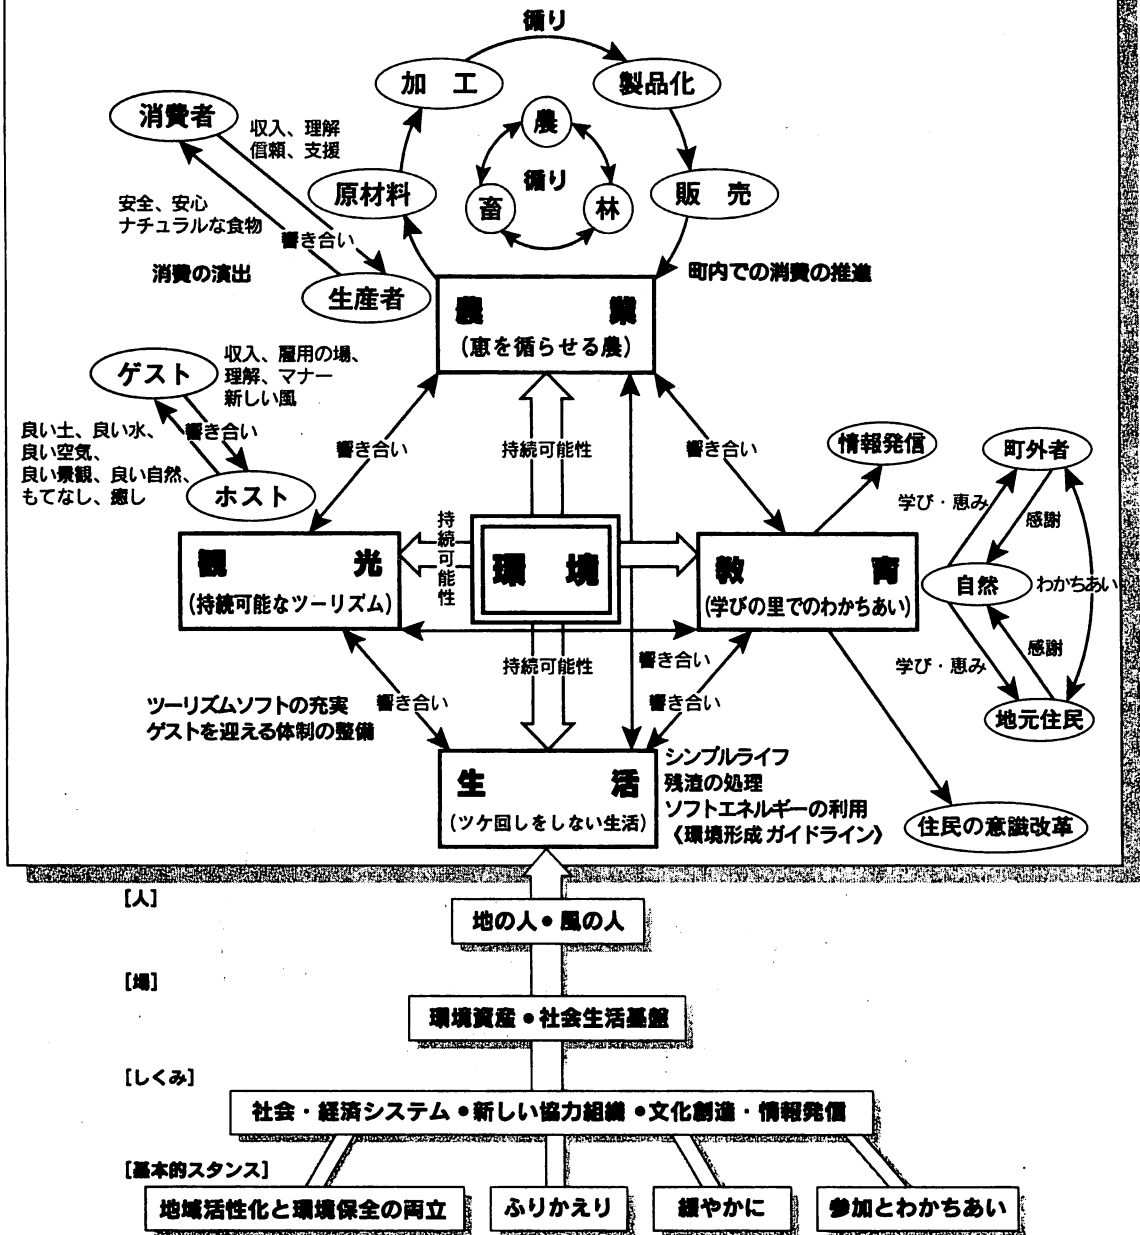 循り
加　工
製品化
消費者
農
収入、理解
信頼、支援
循り
原材料
畜
林
販　売
安全、安心
ナチュラルな食物
響き合い
消費の演出
町内での消費の推進
生産者
農　業
(恵を循らせる農)
ゲスト
収入、雇用の場、
理解、マナー
新しい風
良い土、良い水、
良い空気、
良い景観、良い自然、
もてなし、癒し
響き合い
ホスト
響き合い
持続可能性
響き合い
情報発信
町外者
学び・恵み
感謝
持続可能性
観　光
(持続可能なツーリズム)
環　境
教　育
(学びの里でのわかちあい)
自然
わかちあい
持続可能性
響き合い
学び・恵み
感謝
ツーリズムソフトの充実
ゲストを迎える体制の整備
響き合い
響き合い
地元住民
生　活
(ツケ回しをしない生活)
シンプルライフ
残渣の処理
ソフトエネルギーの利用
《環境形成ガイドライン》
住民の意識改革
[人]
地の人●風の人
[場]
環境資産●社会生活基盤
[しくみ]
社会・経済システム●新しい協力組織●文化創造・情報発信
[基本的スタンス]
地域活性化と環境保全の両立
ふりかえり
緩やかに
参加とわかちあい